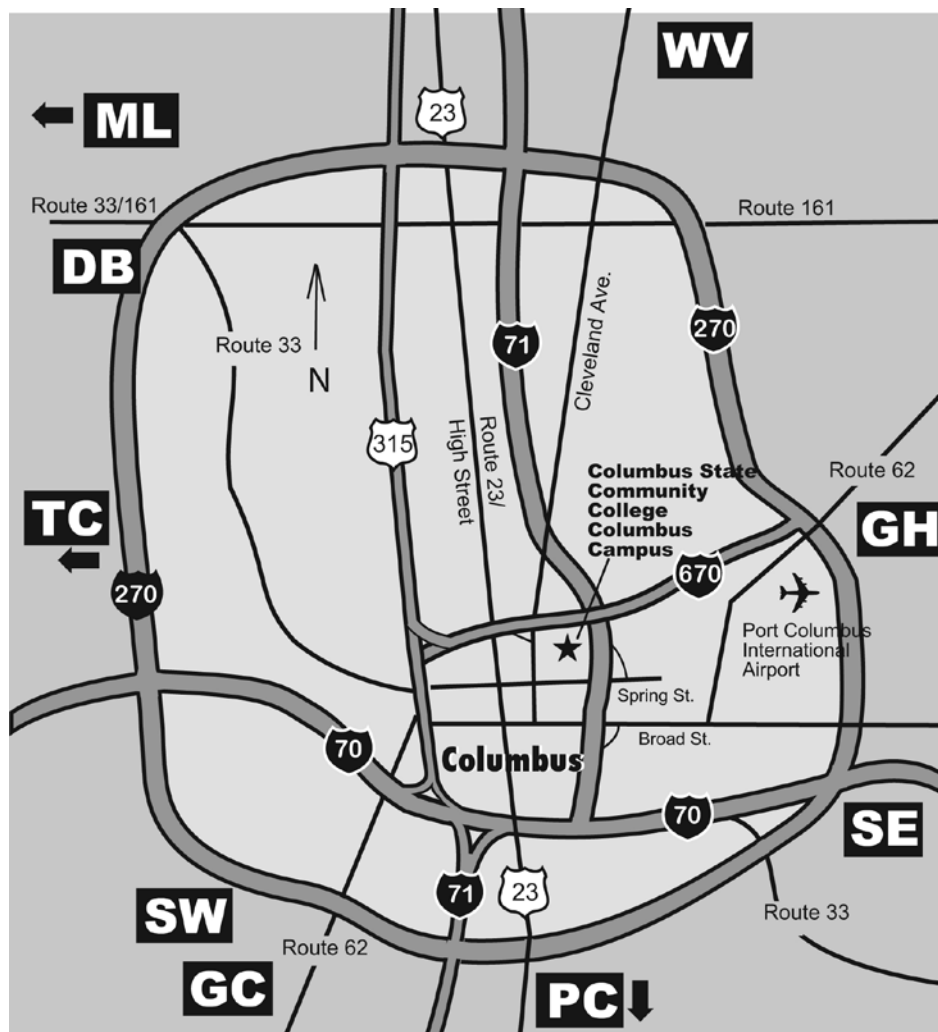 WV
23
ML
Route 33/161
Route 161
DB
Route 33
N
71
270
Cleveland Ave.
315
Route 23/
High Street
Columbus State
Community
College
Columbus
Campus
Route 62
TC
GH
270
670
Port Columbus
International
Airport
Spring St.
Broad St.
70
Columbus
70
SE
71
23
SW
Route 33
Route 62
GC
PC